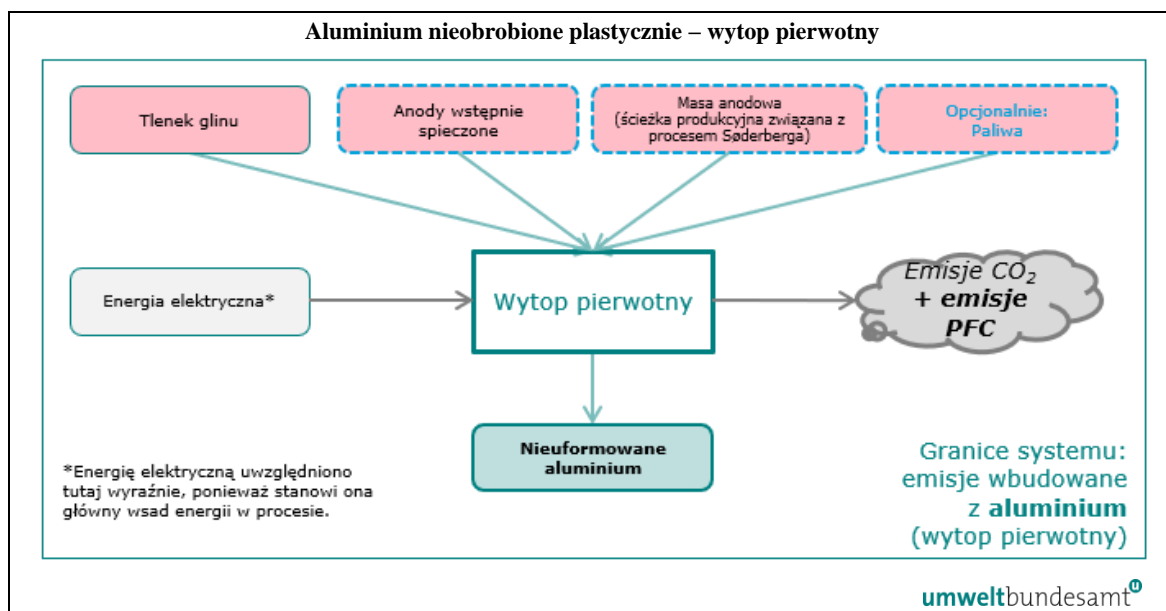 Aluminium nieobrobione plastycznie – wytop pierwotny
Tlenek glinu
Anody wstępnie
spieczone
Masa anodowa
(ścieżka produkcyjna związana z
procesem Søderberga)
Opcjonalnie:
Paliwa
Energia elektryczna*
Wytop pierwotny
Emisje CO₂
+ emisje
PFC
Nieuformowane
aluminium
*Energię elektryczną uwzględniono
tutaj wyraźnie, ponieważ stanowi ona
główny wsad energii w procesie.
Granice systemu:
emisje wbudowane
z aluminium
(wytop pierwotny)
umweltbundesamt ᵘ